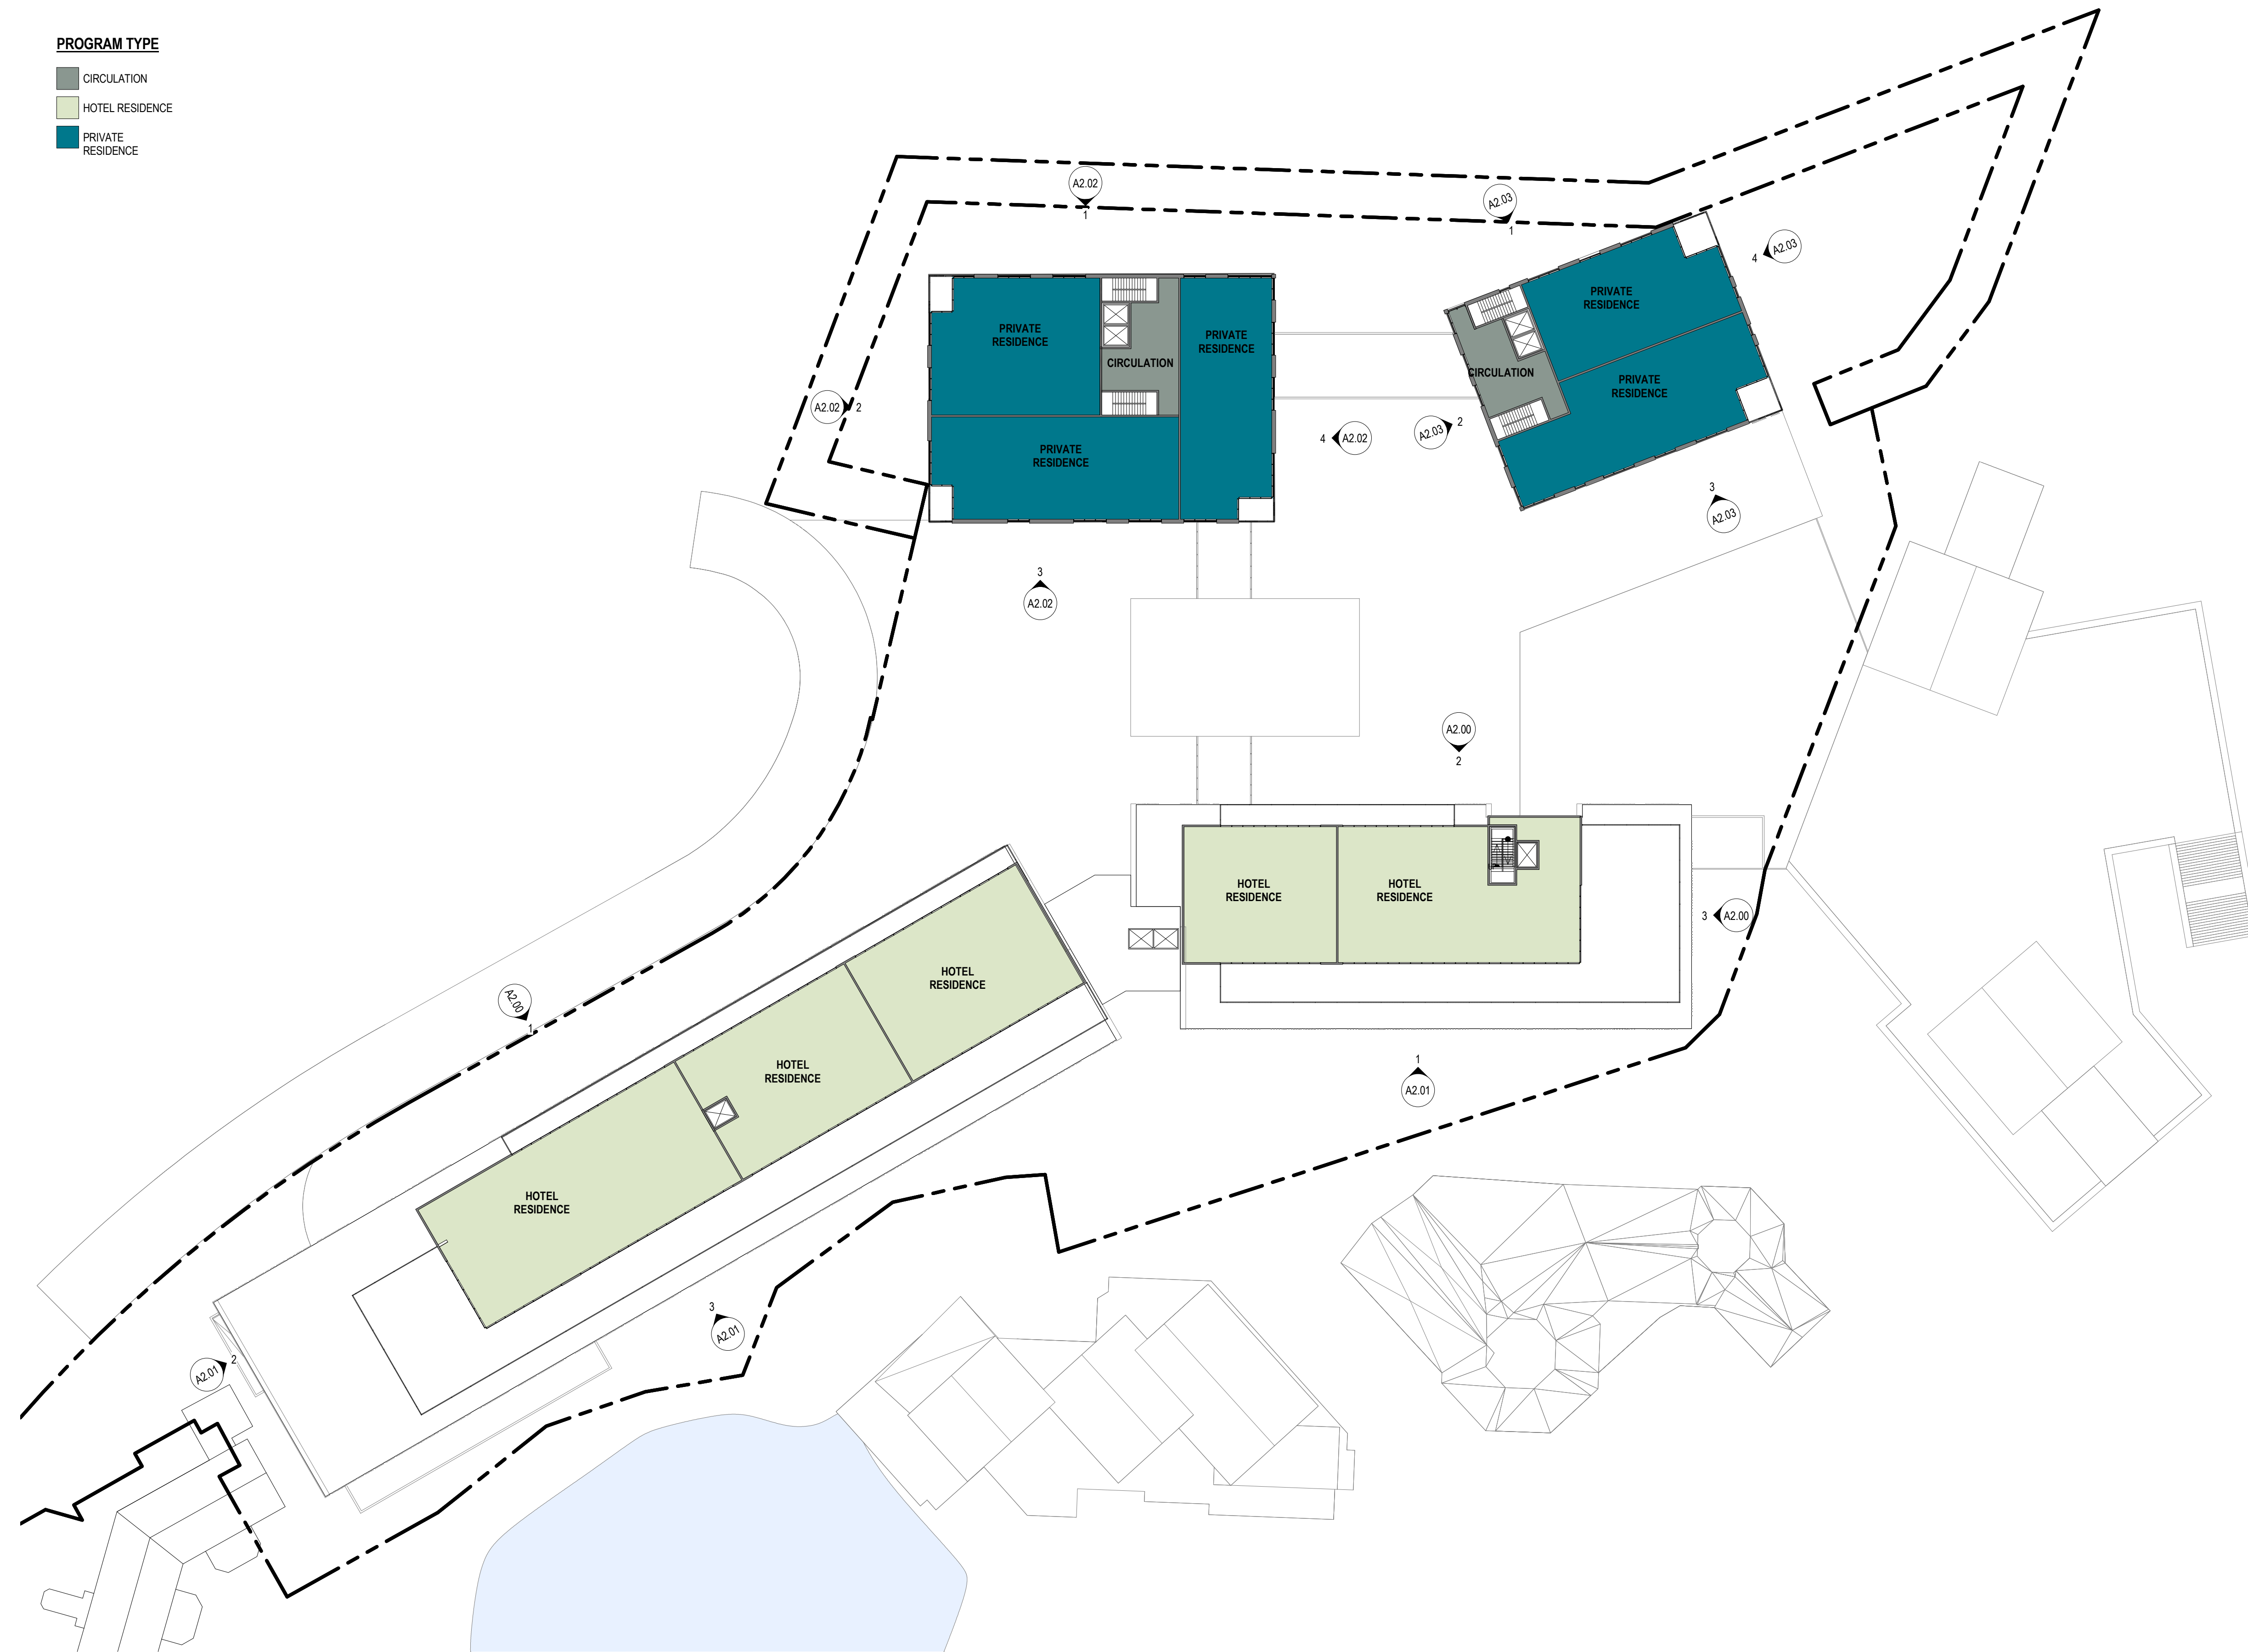 PROGRAM TYPE
CIRCULATION
HOTEL RESIDENCE
PRIVATE
RESIDENCE
A2.02
1
A2.03
1
4
A2.03
PRIVATE
RESIDENCE
PRIVATE
RESIDENCE
CIRCULATION
PRIVATE
RESIDENCE
PRIVATE
RESIDENCE
CIRCULATION
PRIVATE
RESIDENCE
A2.02
2
PRIVATE
RESIDENCE
4
A2.02
A2.03
2
3
A2.03
3
A2.02
A2.00
2
HOTEL
RESIDENCE
HOTEL
RESIDENCE
3
A2.00
HOTEL
RESIDENCE
A2.00
1
HOTEL
RESIDENCE
1
A2.01
HOTEL
RESIDENCE
3
A2.01
2
A2.01